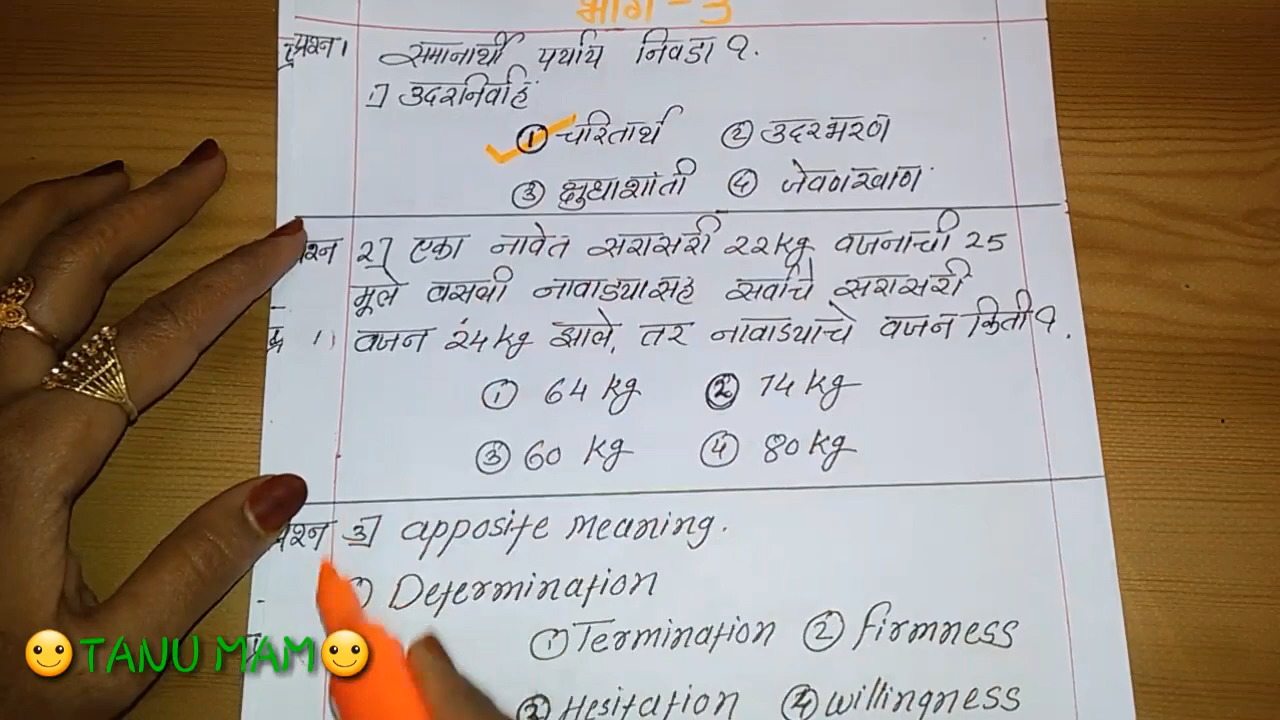 भाग - 3
प्रश्न 1 समानार्थी पर्याय निवडा ?.
1] उदरनिर्वाह
① चरितार्थ ② उदरभरण
③ क्षुधाशांती ④ जेवणखाण
प्रश्न 2] एका नावेत सरासरी 22kg वजनाची 25
मूले बसली नावाड्यासह सर्वांचे सरासरी
वजन 24kg झाले, तर नावाड्याचे वजन किती ?.
① 64 kg ② 74 kg
③ 60 kg ④ 80 kg
प्रश्न 3] apposite meaning.
Determination
① Termination ② firmness
③ Hesitation ④ willingness
TANU MAM